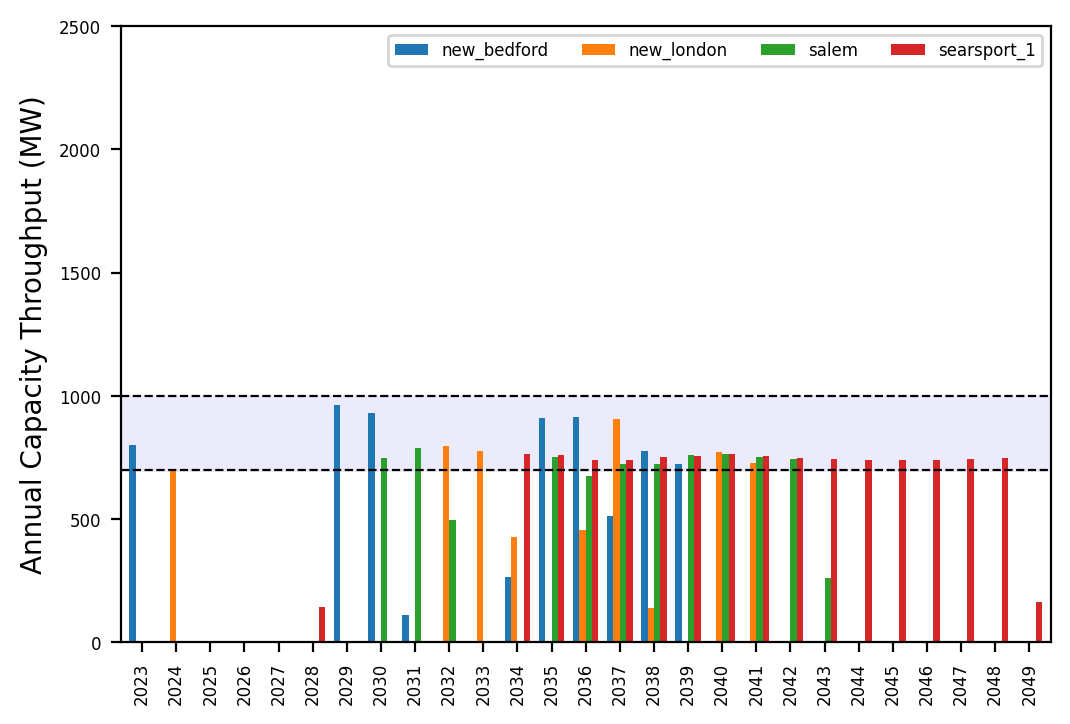 Annual Capacity Throughput (MW)
2500
2000
1500
1000
500
0
new_bedford new_london salem searsport_1
2023 2024 2025 2026 2027 2028 2029 2030 2031 2032 2033 2034 2035 2036 2037 2038 2039 2040 2041 2042 2043 2044 2045 2046 2047 2048 2049